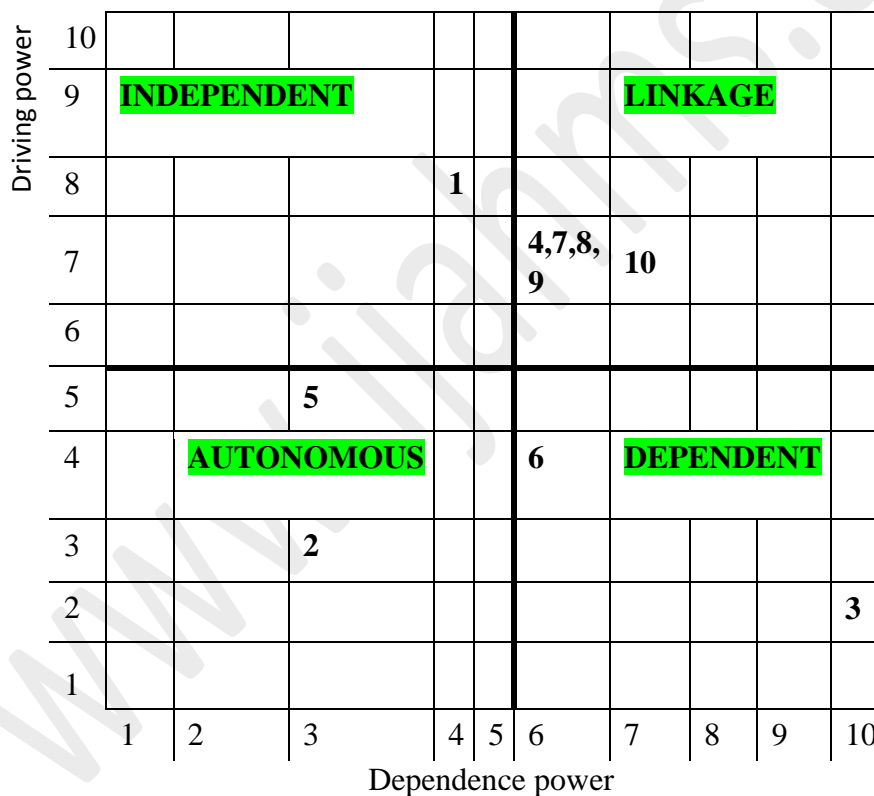 Driving power
10
9 INDEPENDENT LINKAGE
8 1
7 4,7,8, 10
9
6
5 5
4 AUTONOMOUS 6 DEPENDENT
3 2
2 3
1
1 2 3 4 5 6 7 8 9 10
Dependence power
www.ijahms.c